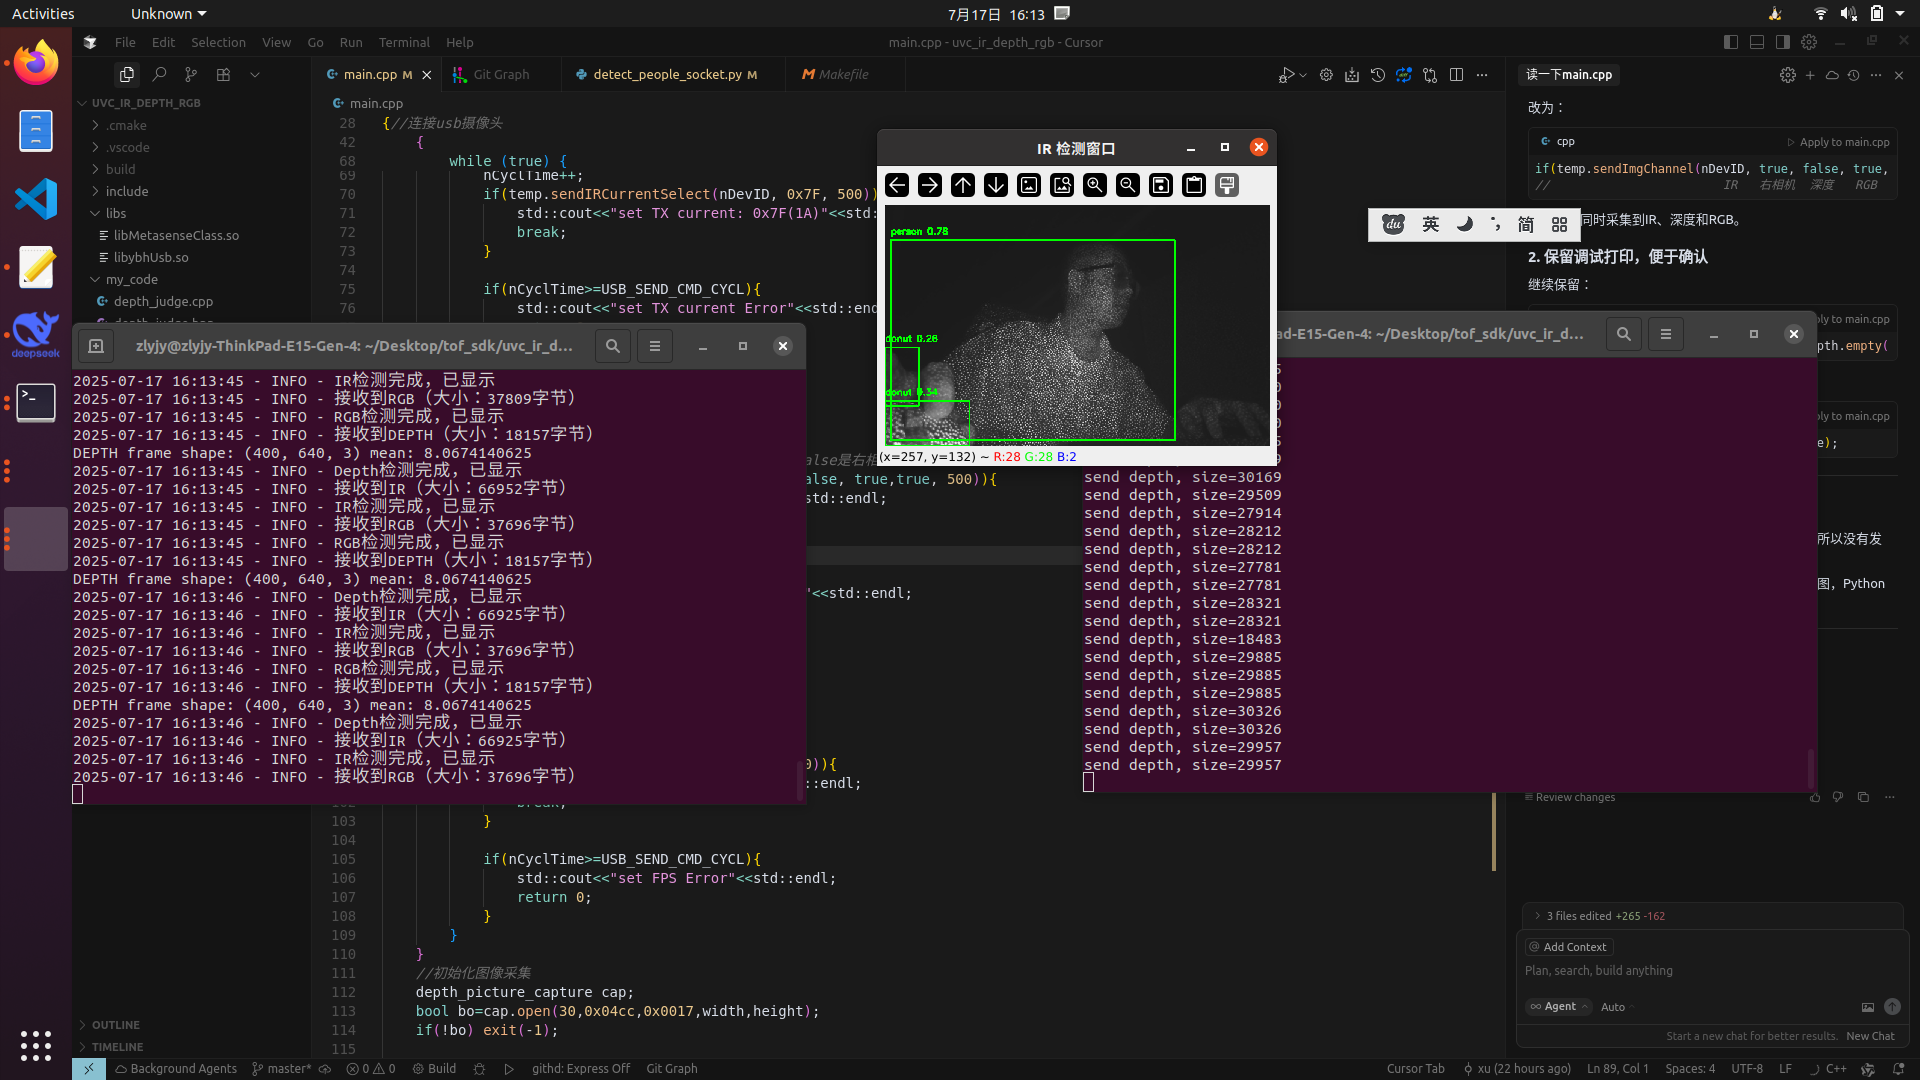 Activities
Unknown
7月17日 16:13
File Edit Selection View Go Run Terminal Help
main.cpp - uvc_ir_depth_rgb - Cursor
main.cpp M
Git Graph
detect_people_socket.py M
Makefile
读一下main.cpp
UVC_IR_DEPTH_RGB
.cmake
.vscode
build
include
libs
libMetasenseClass.so
libybhUsb.so
my_code
depth_judge.cpp
main.cpp
28 {//连接usb摄像头
42 {
68 while (true) {
69 nCyclTime++;
70 if(temp.sendIRCurrentSelect(nDevID, 0x7F, 500))
71 std::cout<<"set TX current: 0x7F(1A)"<<std:
72 break;
73 }
74
75 if(nCyclTime>=USB_SEND_CMD_CYCL){
76 std::cout<<"set TX current Error"<<std::end
alse是右相
alse, true,true, 500)){
std::endl;
"<<std::endl;
0)){
::endl;
102 break;
103 }
104
105 if(nCyclTime>=USB_SEND_CMD_CYCL){
106 std::cout<<"set FPS Error"<<std::endl;
107 return 0;
108 }
109 }
110 }
111 //初始化图像采集
112 depth_picture_capture cap;
113 bool bo=cap.open(30,0x04cc,0x0017,width,height);
114 if(!bo) exit(-1);
115
IR 检测窗口
person 0.78
donut 0.26
donut 0.34
(x=257, y=132) ~ R:28 G:28 B:2
zlyjy@zlyjy-ThinkPad-E15-Gen-4: ~/Desktop/tof_sdk/uvc_ir_d...
2025-07-17 16:13:45 - INFO - IR检测完成，已显示
2025-07-17 16:13:45 - INFO - 接收到RGB（大小：37809字节）
2025-07-17 16:13:45 - INFO - RGB检测完成，已显示
2025-07-17 16:13:45 - INFO - 接收到DEPTH（大小：18157字节）
DEPTH frame shape: (400, 640, 3) mean: 8.0674140625
2025-07-17 16:13:45 - INFO - Depth检测完成，已显示
2025-07-17 16:13:45 - INFO - 接收到IR（大小：66952字节）
2025-07-17 16:13:45 - INFO - IR检测完成，已显示
2025-07-17 16:13:45 - INFO - 接收到RGB（大小：37696字节）
2025-07-17 16:13:45 - INFO - RGB检测完成，已显示
2025-07-17 16:13:45 - INFO - 接收到DEPTH（大小：18157字节）
DEPTH frame shape: (400, 640, 3) mean: 8.0674140625
2025-07-17 16:13:46 - INFO - Depth检测完成，已显示
2025-07-17 16:13:46 - INFO - 接收到IR（大小：66925字节）
2025-07-17 16:13:46 - INFO - IR检测完成，已显示
2025-07-17 16:13:46 - INFO - 接收到RGB（大小：37696字节）
2025-07-17 16:13:46 - INFO - RGB检测完成，已显示
2025-07-17 16:13:46 - INFO - 接收到DEPTH（大小：18157字节）
DEPTH frame shape: (400, 640, 3) mean: 8.0674140625
2025-07-17 16:13:46 - INFO - Depth检测完成，已显示
2025-07-17 16:13:46 - INFO - 接收到IR（大小：66925字节）
2025-07-17 16:13:46 - INFO - IR检测完成，已显示
2025-07-17 16:13:46 - INFO - 接收到RGB（大小：37696字节）
ad-E15-Gen-4: ~/Desktop/tof_sdk/uvc_ir_d...
send depth, size=30169
send depth, size=29509
send depth, size=27914
send depth, size=28212
send depth, size=28212
send depth, size=27781
send depth, size=27781
send depth, size=28321
send depth, size=28321
send depth, size=18483
send depth, size=29885
send depth, size=29885
send depth, size=29885
send depth, size=30326
send depth, size=30326
send depth, size=29957
send depth, size=29957
改为：
cpp
Apply to main.cpp
if(temp.sendImgChannel(nDevID, true, false, true,
// IR 右相机 深度 RGB
du 英 简
同时采集到IR、深度和RGB。
2. 保留调试打印，便于确认
继续保留：
ly to main.cpp
pth.empty(
ly to main.cpp
e);
所以没有发
图，Python
Review changes
3 files edited +265 -162
@ Add Context
Plan, search, build anything
Agent
Auto
Start a new chat for better results. New Chat
deepseek
OUTLINE
TIMELINE
Background Agents
master*
0 0
Build
githd: Express Off
Git Graph
Cursor Tab
xu (22 hours ago)
Ln 89, Col 1
Spaces: 4
UTF-8
LF
C++